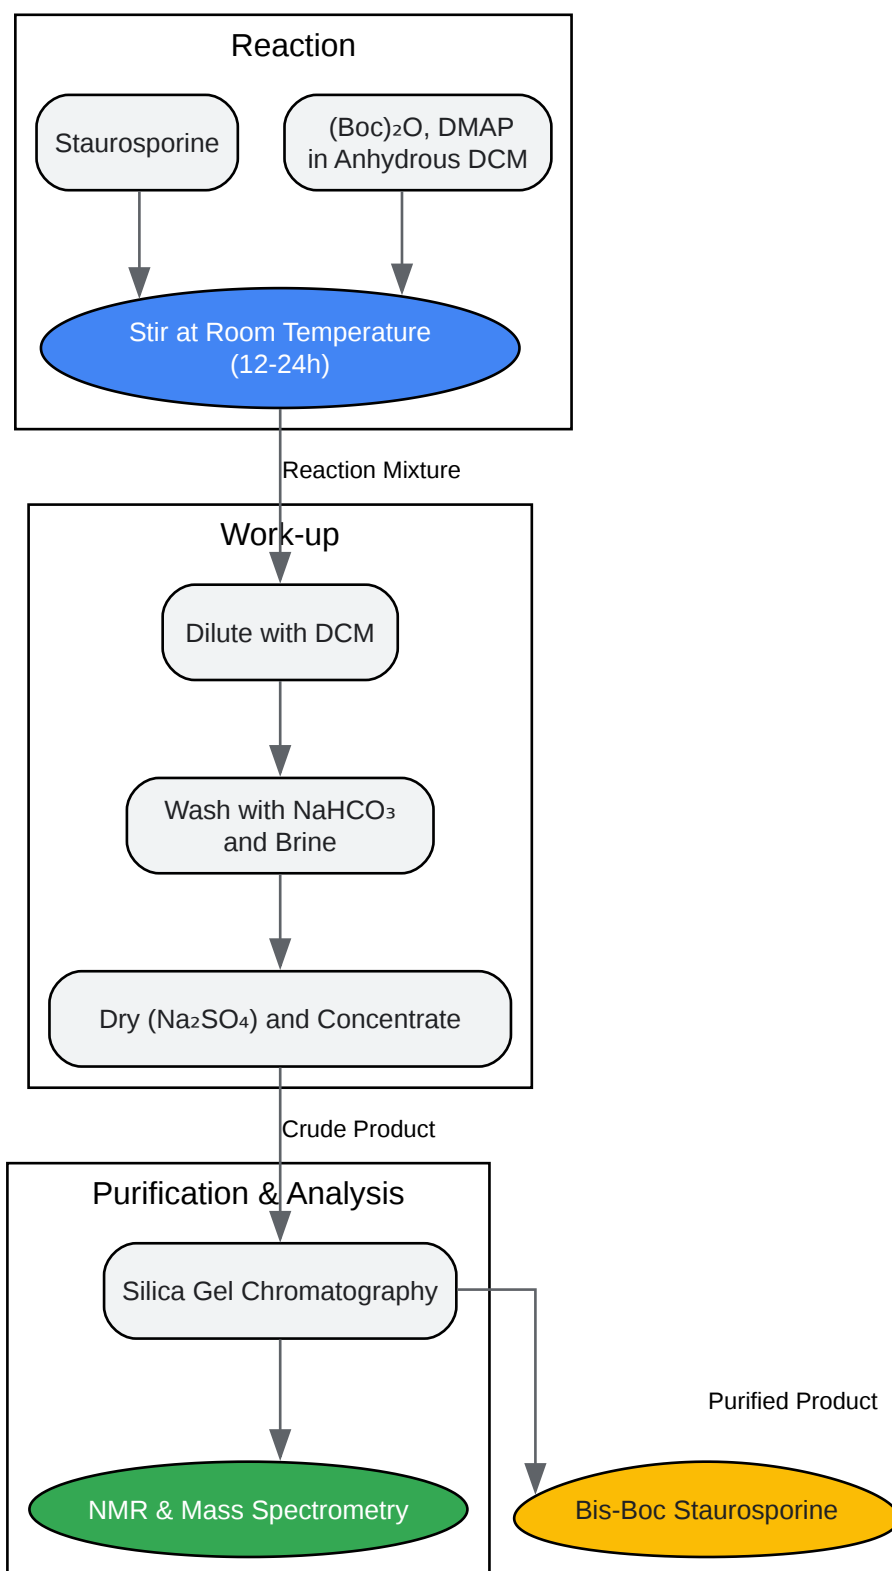 Reaction
Staurosporine
(Boc)₂O, DMAP
in Anhydrous DCM
Stir at Room Temperature
(12-24h)
Reaction Mixture
Work-up
Dilute with DCM
Wash with NaHCO₃
and Brine
Dry (Na₂SO₄) and Concentrate
Crude Product
Purification & Analysis
Silica Gel Chromatography
Purified Product
NMR & Mass Spectrometry
Bis-Boc Staurosporine